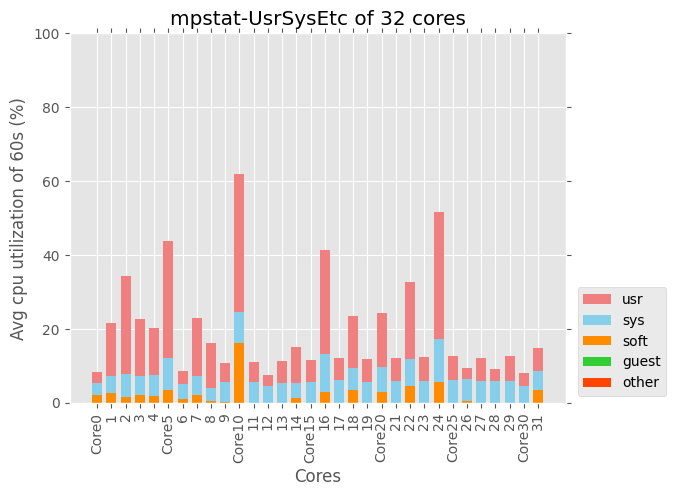 mpstat-UsrSysEtc of 32 cores
Avg cpu utilization of 60s (%)
100
80
60
40
20
0
Core0
1
2
3
4
Core5
6
7
8
9
Core10
11
12
13
14
Core15
16
17
18
19
Core20
21
22
23
24
Core25
26
27
28
29
Core30
31
Cores
usr
sys
soft
guest
other